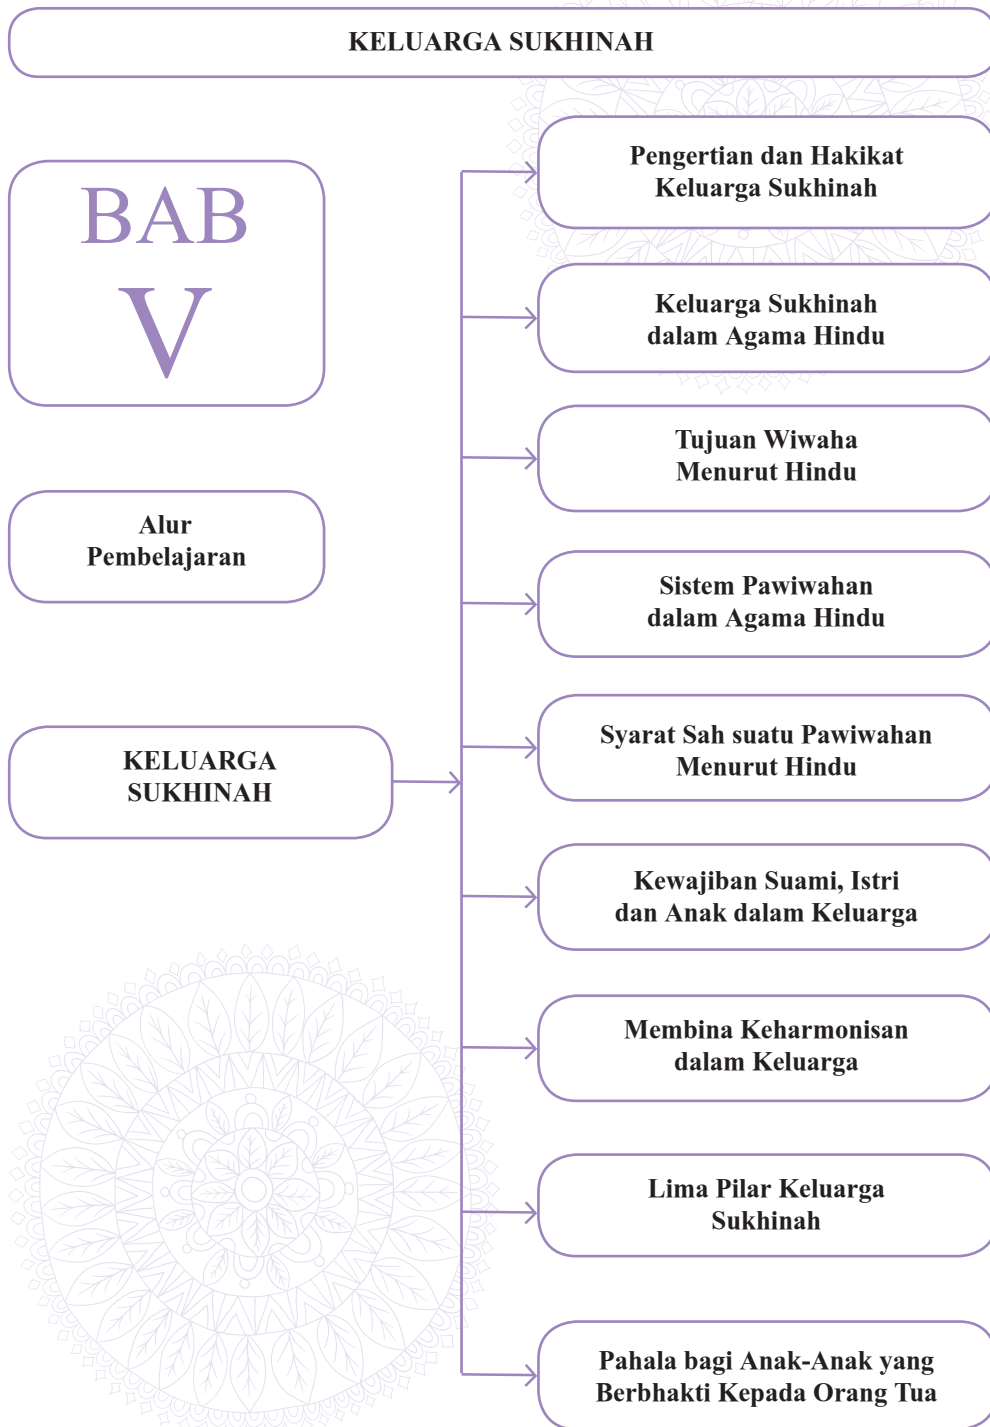 KELUARGA SUKHINAH
BAB
V
Alur
Pembelajaran
KELUARGA
SUKHINAH
Pengertian dan Hakikat
Keluarga Sukhinah
Keluarga Sukhinah
dalam Agama Hindu
Tujuan Wiwaha
Menurut Hindu
Sistem Pawiwahan
dalam Agama Hindu
Syarat Sah suatu Pawiwahan
Menurut Hindu
Kewajiban Suami, Istri
dan Anak dalam Keluarga
Membina Keharmonisan
dalam Keluarga
Lima Pilar Keluarga
Sukhinah
Pahala bagi Anak-Anak yang
Berbhakti Kepada Orang Tua